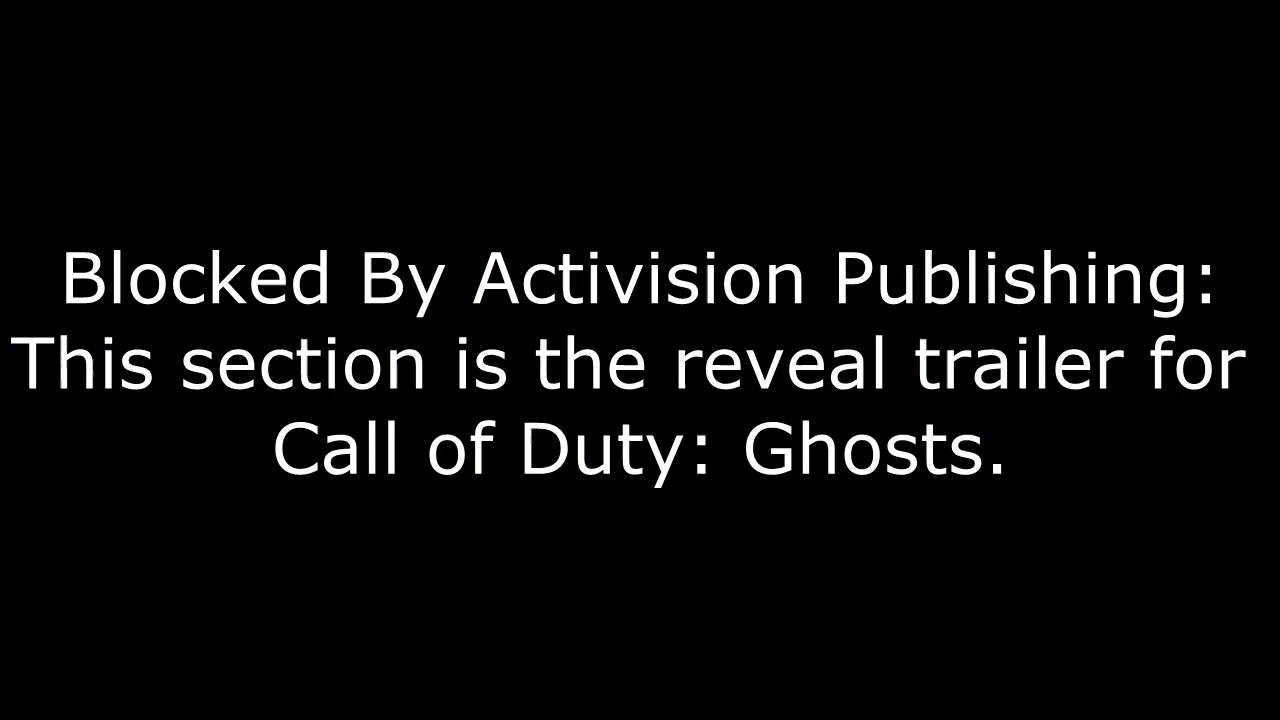 Blocked By Activision Publishing:
This section is the reveal trailer for
Call of Duty: Ghosts.